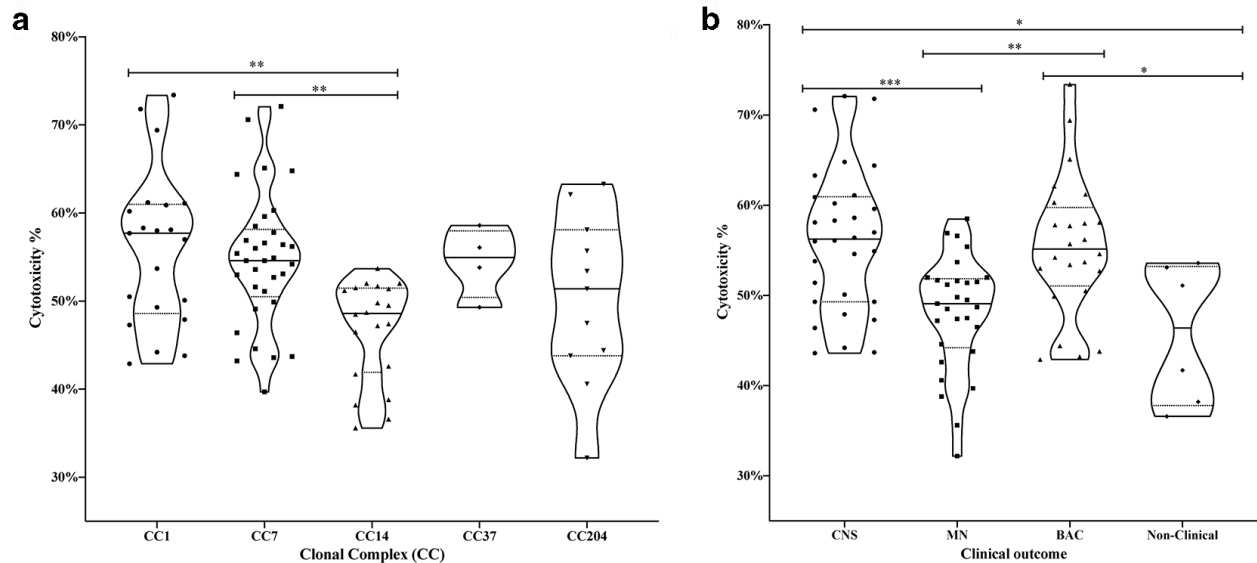 a
80%
70%
60%
50%
40%
30%
Cytotoxicity %
**
**
CC1 CC7 CC14 CC37 CC204
Clonal Complex (CC)
b
80%
70%
60%
50%
40%
30%
Cytotoxicity %
*
**
*
***
CNS MN BAC Non-Clinical
Clinical outcome